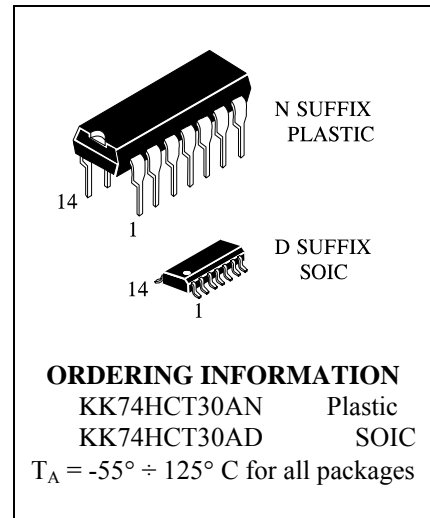 N SUFFIX
PLASTIC
14
1
D SUFFIX
SOIC
14
1
ORDERING INFORMATION
KK74HCT30AN Plastic
KK74HCT30AD SOIC
T_A = -55° ÷ 125° C for all packages